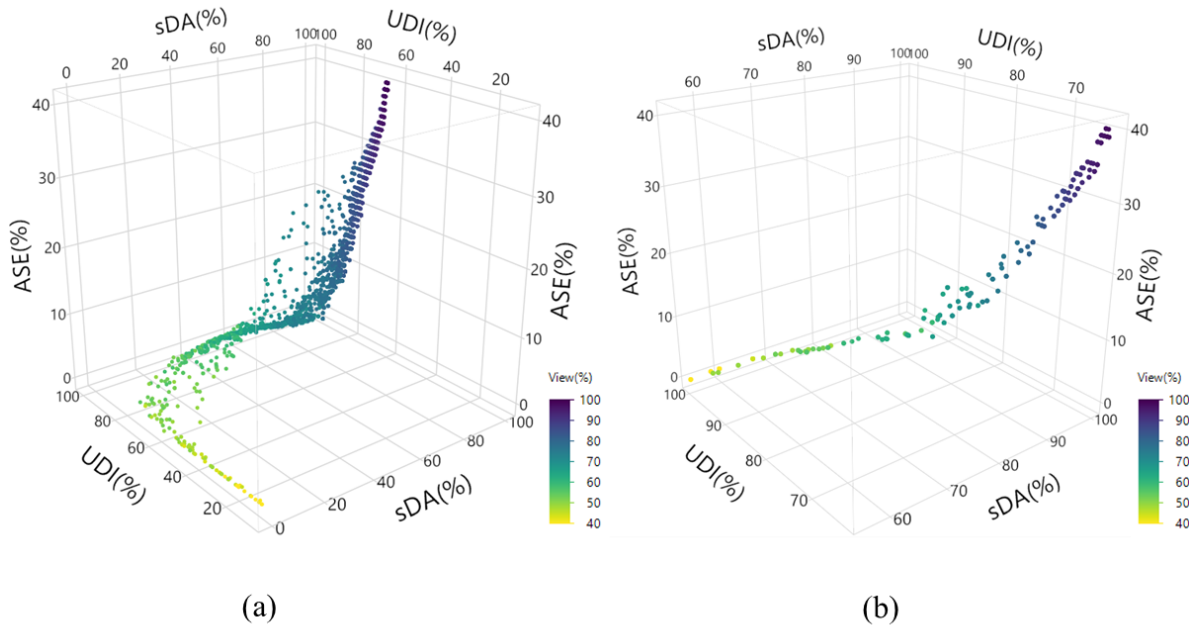 sDA(%)
UDI(%)
0 20 40 60 80 100 100 80 60 40 20
40 40
30 30
20 20
10 10
0 0
ASE(%)
ASE(%)
100 80 60 40 20
UDI(%)
0 20 40 60 80 100
sDA(%)
View(%)
100
90
80
70
60
50
40
(a)
sDA(%)
UDI(%)
60 70 80 90 100 100 90 80 70
40 40
30 30
20 20
10 10
0 0
ASE(%)
ASE(%)
100 90 80 70
UDI(%)
60 70 80 90 100
sDA(%)
View(%)
100
90
80
70
60
50
40
(b)